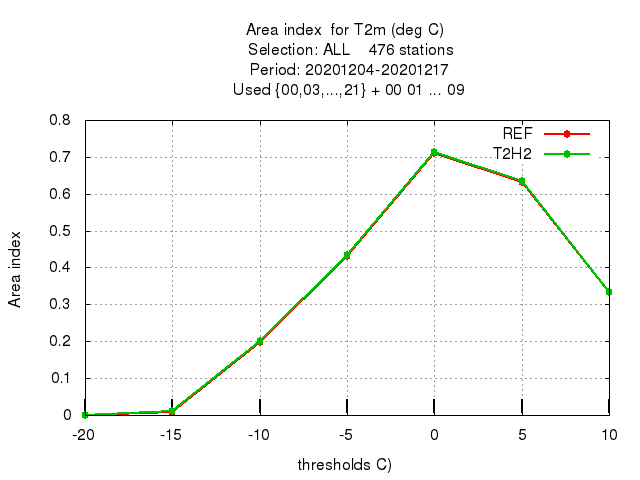 Area index  for T2m (deg C)
Selection: ALL    476 stations
Period: 20201204-20201217
Used {00,03,...,21} + 00 01 ... 09
REF
T2H2
Area index
0.8
0.7
0.6
0.5
0.4
0.3
0.2
0.1
0
-20 -15 -10 -5 0 5 10
thresholds C)